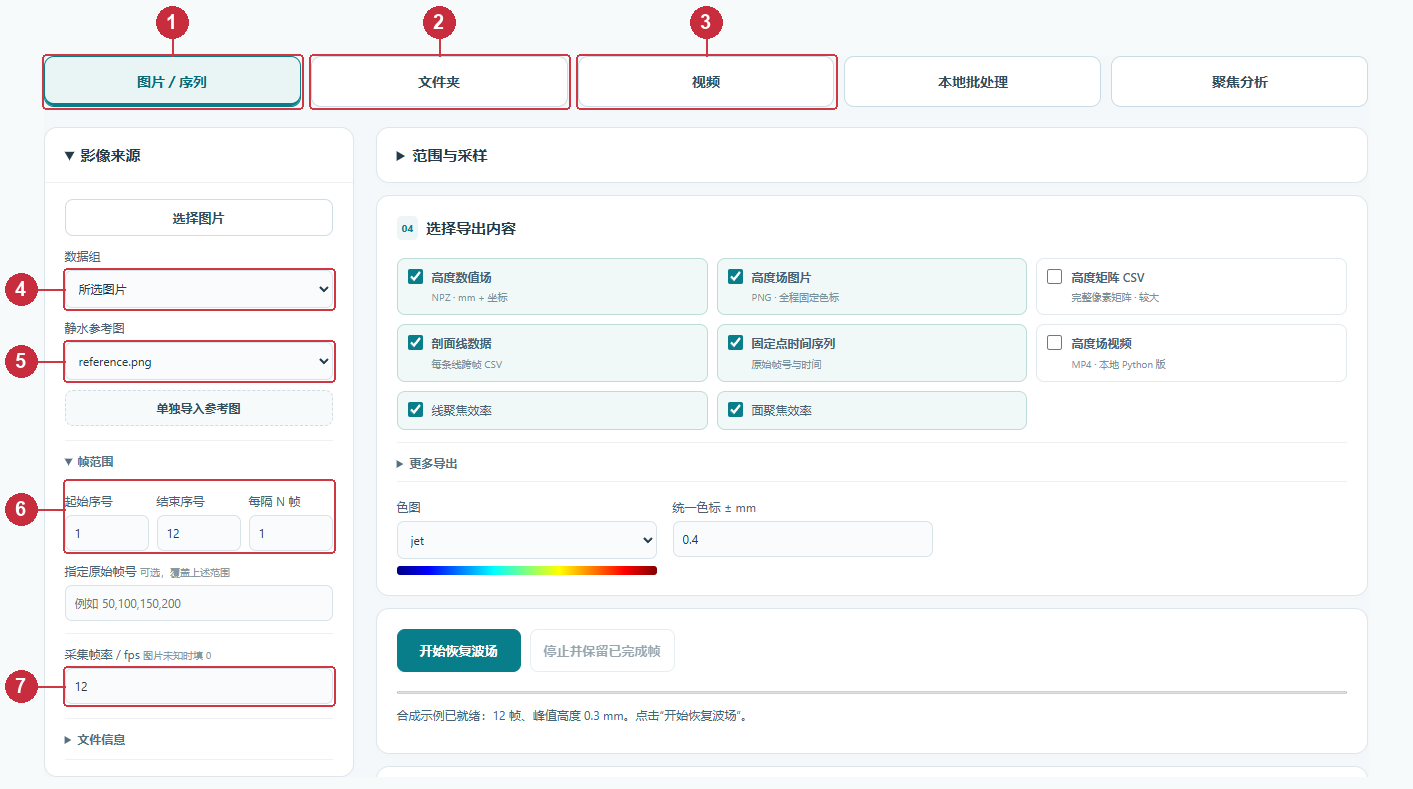 1
2
3
图片 / 序列
文件夹
视频
本地批处理
聚焦分析
▼ 影像来源
选择图片
数据组
4
所选图片
静水参考图
5
reference.png
单独导入参考图
▼ 帧范围
6
起始序号 结束序号 每隔 N 帧
1 12 1
指定原始帧号 可选，覆盖上述范围
例如 50,100,150,200
采集帧率 / fps 图片未知时填 0
7
12
▶ 文件信息
▶ 范围与采样
04 选择导出内容
高度数值场
NPZ · mm + 坐标
高度场图片
PNG · 全程固定色标
高度矩阵 CSV
完整像素矩阵 · 较大
剖面线数据
每条线跨帧 CSV
固定点时间序列
原始帧号与时间
高度场视频
MP4 · 本地 Python 版
线聚焦效率
面聚焦效率
▶ 更多导出
色图
jet
统一色标 ± mm
0.4
开始恢复波场
停止并保留已完成帧
合成示例已就绪：12 帧、峰值高度 0.3 mm。点击“开始恢复波场”。